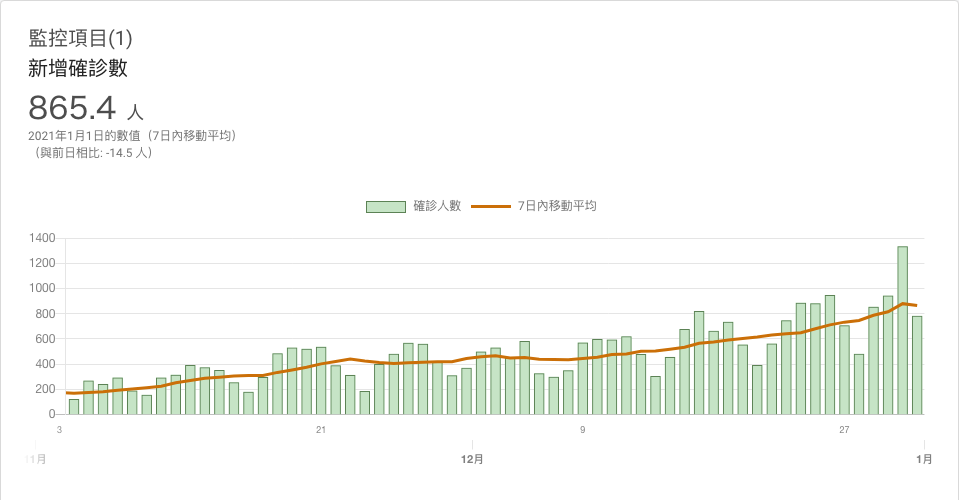 監控項目(1)
新增確診數
865.4 人
2021年1月1日的數值（7日內移動平均）
（與前日相比: -14.5 人）
確診人數 7日內移動平均
1400
1200
1000
800
600
400
200
0
3 21 9 27
11月 12月 1月